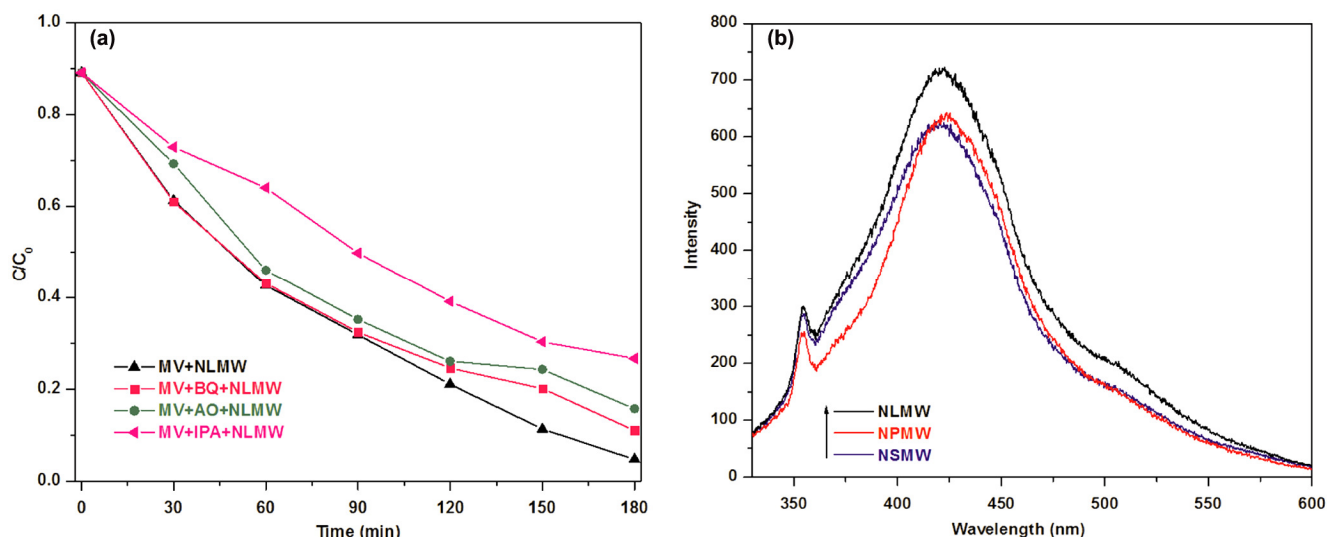 (a)
1.0
0.8
0.6
0.4
0.2
0.0
C/C0
0 30 60 90 120 150 180
Time (min)
MV+NLMW
MV+BQ+NLMW
MV+AO+NLMW
MV+IPA+NLMW
(b)
800
700
600
500
400
300
200
100
0
Intensity
350 400 450 500 550 600
Wavelength (nm)
NLMW
NPMW
NSMW